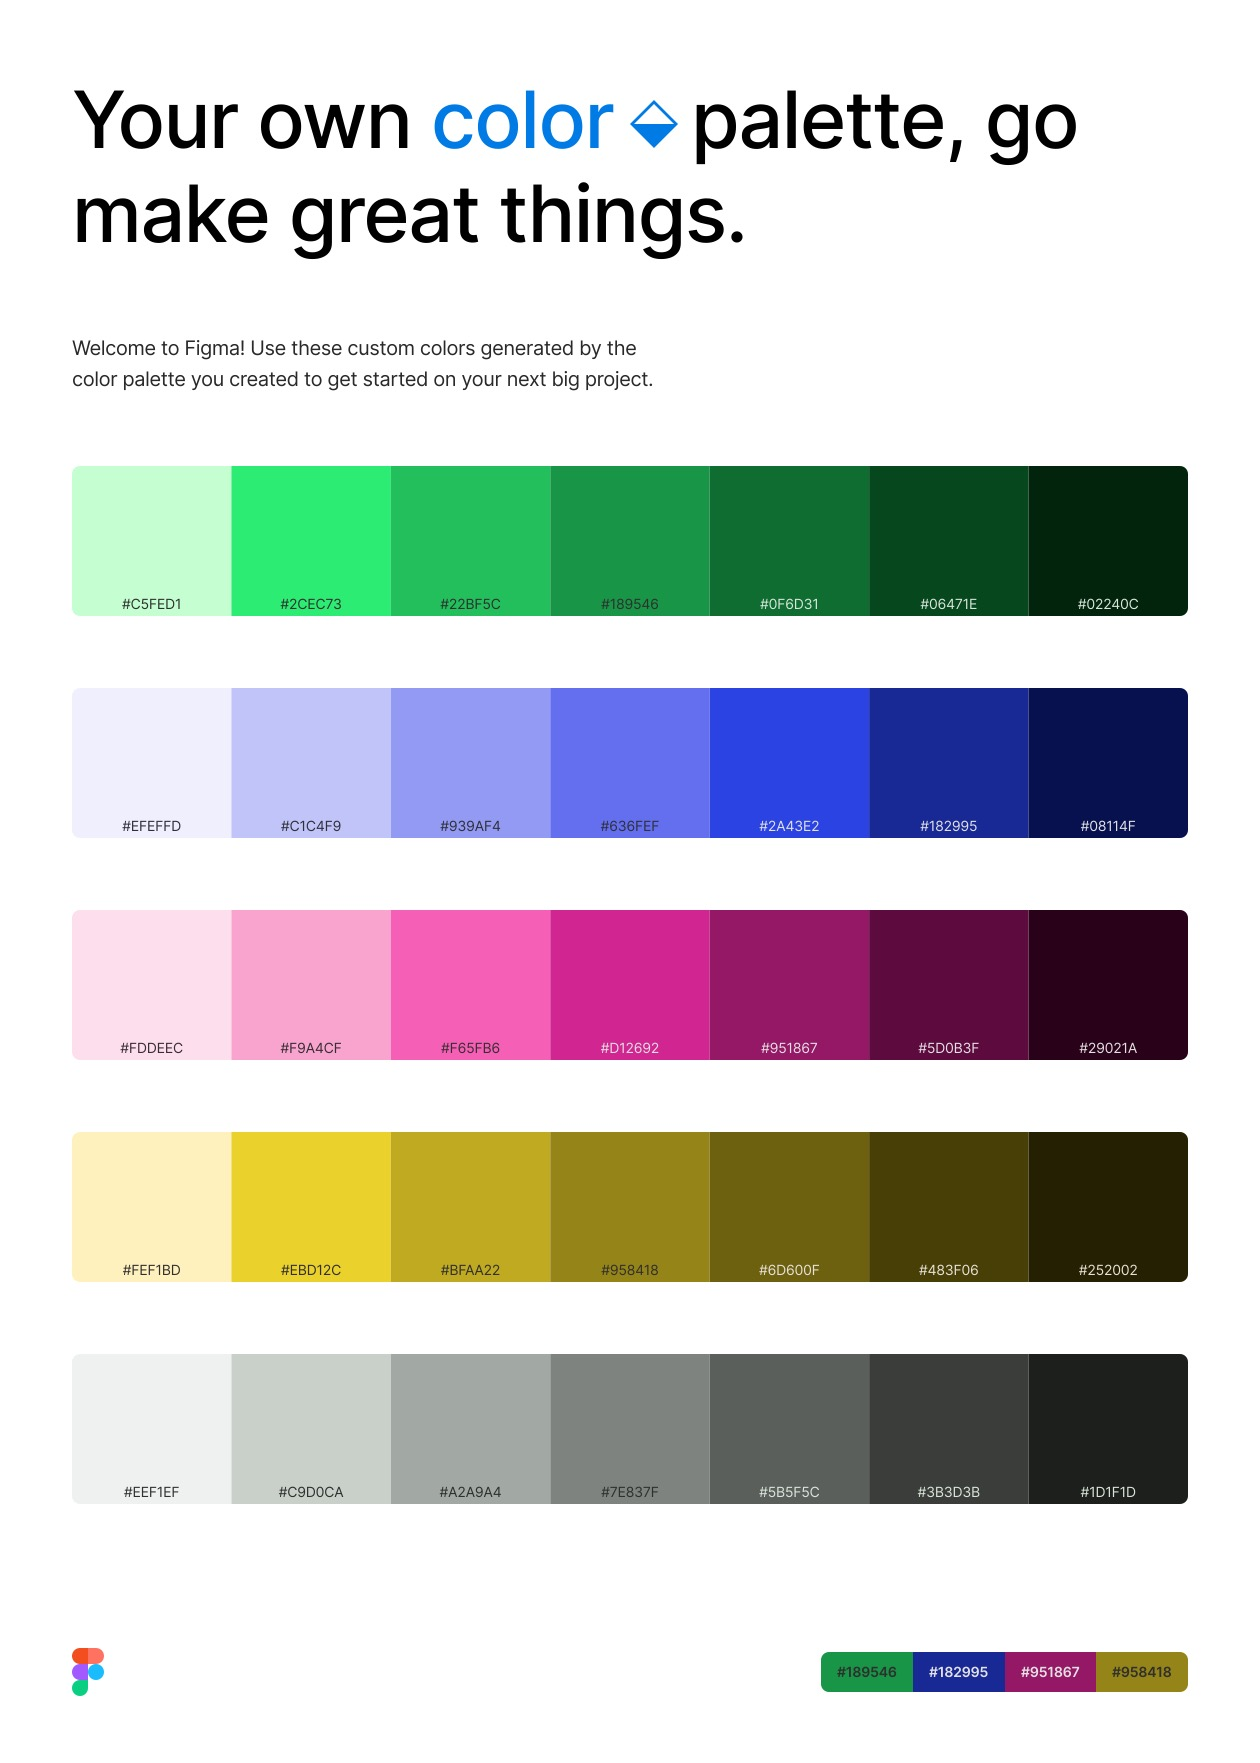 Your own color palette, go
make great things.
Welcome to Figma! Use these custom colors generated by the
color palette you created to get started on your next big project.
#C5FED1 #2CEC73 #22BF5C #189546 #0F6D31 #06471E #02240C
#EFEFFD #C1C4F9 #939AF4 #636FEF #2A43E2 #182995 #08114F
#FDDEEC #F9A4CF #F65FB6 #D12692 #951867 #5D0B3F #29021A
#FEF1BD #EBD12C #BFAA22 #958418 #6D600F #483F06 #252002
#EEF1EF #C9D0CA #A2A9A4 #7E837F #5B5F5C #3B3D3B #1D1F1D
#189546 #182995 #951867 #958418